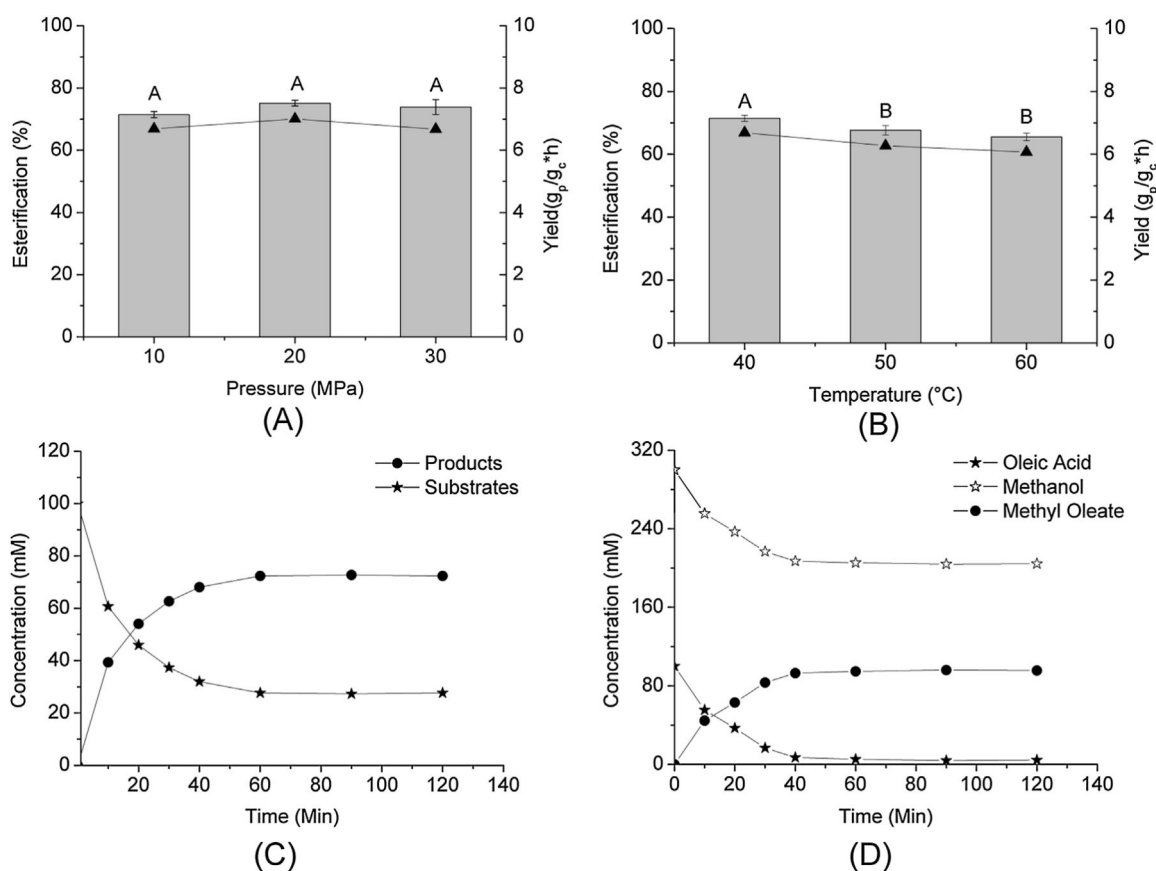 100
80
60
40
20
0
Esterification (%)
A
A
A
10
8
6
4
2
0
Yield(gₚ/g꜀*h)
10
20
30
Pressure (MPa)
(A)
100
80
60
40
20
0
Esterification (%)
A
B
B
10
8
6
4
2
0
Yield (gₚ/g꜀*h)
40
50
60
Temperature (°C)
(B)
120
100
80
60
40
20
0
Concentration (mM)
Products
Substrates
20
40
60
80
100
120
140
Time (Min)
(C)
320
240
160
80
0
Concentration (mM)
Oleic Acid
Methanol
Methyl Oleate
0
20
40
60
80
100
120
140
Time (Min)
(D)